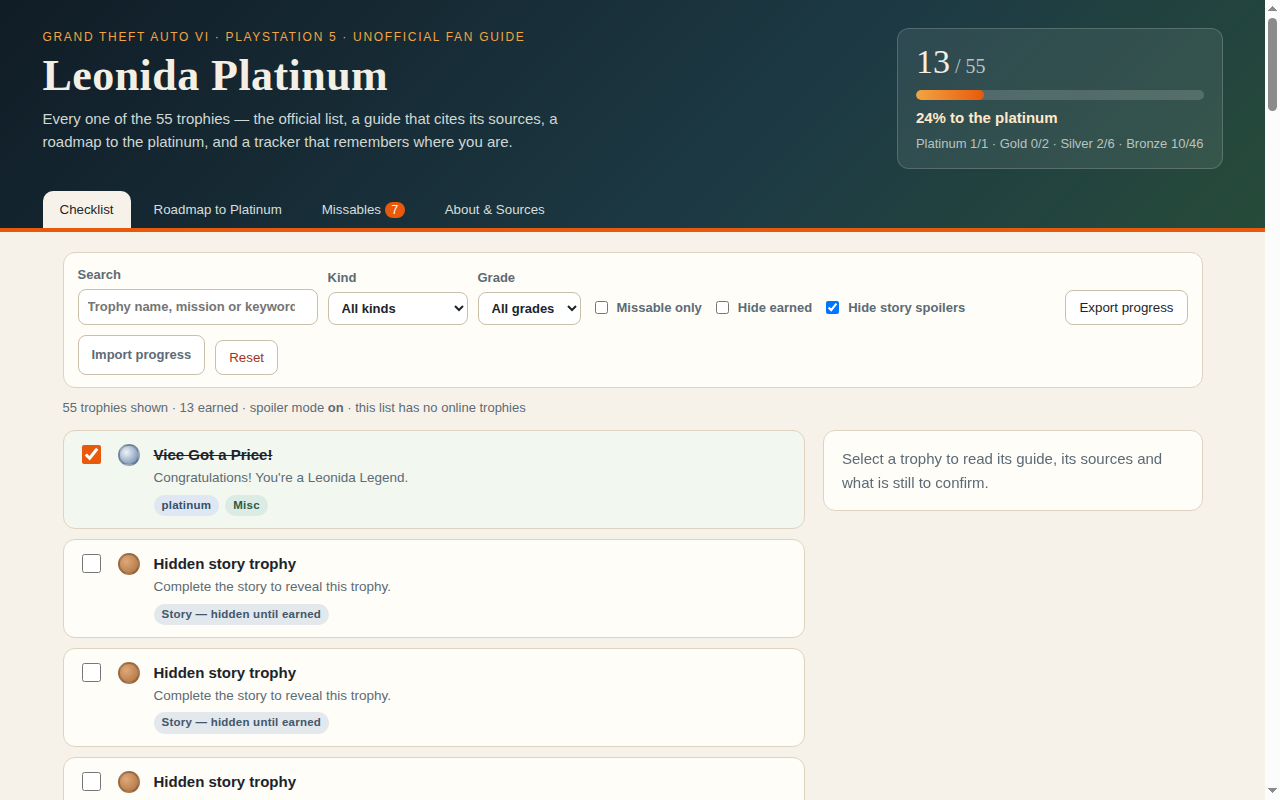 GRAND THEFT AUTO VI · PLAYSTATION 5 · UNOFFICIAL FAN GUIDE
Leonida Platinum
Every one of the 55 trophies — the official list, a guide that cites its sources, a
roadmap to the platinum, and a tracker that remembers where you are.
13 / 55
24% to the platinum
Platinum 1/1 · Gold 0/2 · Silver 2/6 · Bronze 10/46
Checklist
Roadmap to Platinum
Missables 7
About & Sources
Search
Kind
Grade
Trophy name, mission or keyword
All kinds
All grades
Missable only
Hide earned
Hide story spoilers
Export progress
Import progress
Reset
55 trophies shown · 13 earned · spoiler mode on · this list has no online trophies
Vice Got a Price!
Congratulations! You're a Leonida Legend.
platinum
Misc
Select a trophy to read its guide, its sources and
what is still to confirm.
Hidden story trophy
Complete the story to reveal this trophy.
Story — hidden until earned
Hidden story trophy
Complete the story to reveal this trophy.
Story — hidden until earned
Hidden story trophy